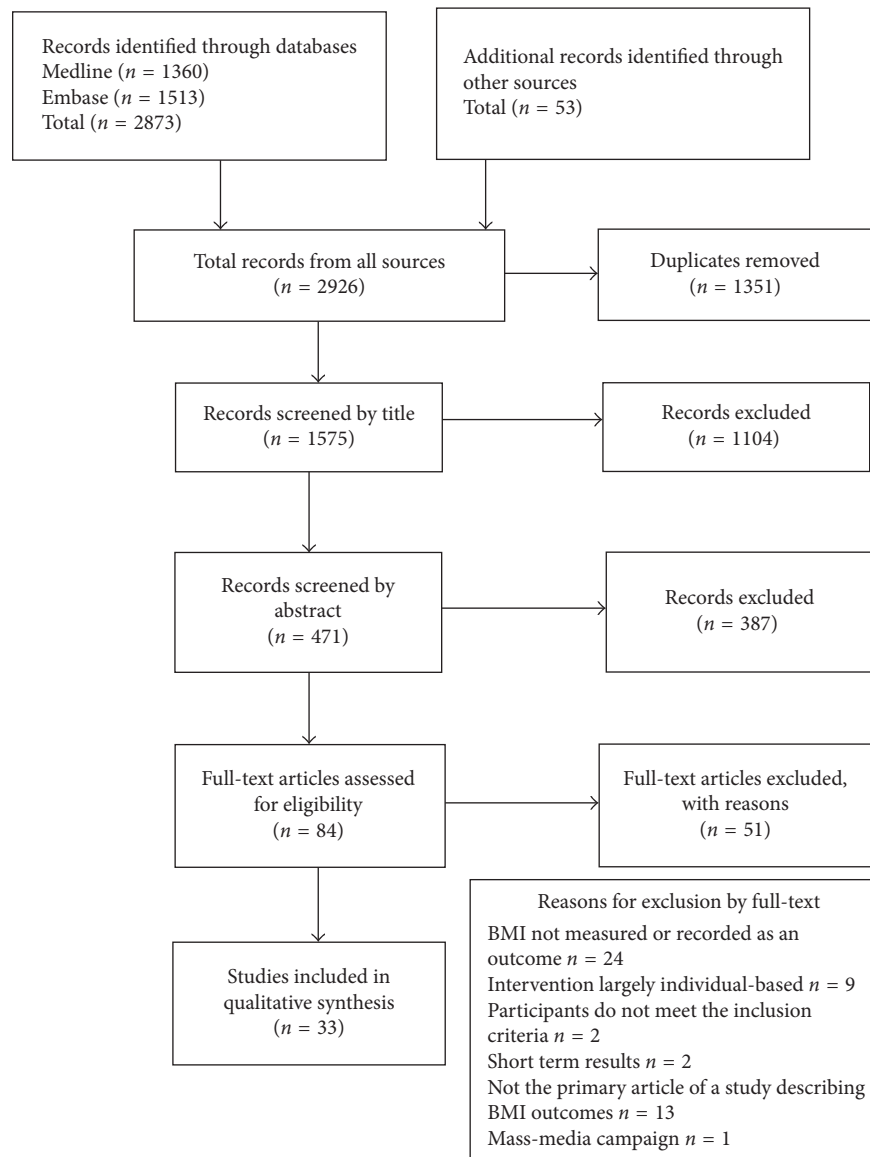 Records identified through databases
Medline (n = 1360)
Embase (n = 1513)
Total (n = 2873)
Additional records identified through
other sources
Total (n = 53)
Total records from all sources
(n = 2926)
Duplicates removed
(n = 1351)
Records screened by title
(n = 1575)
Records excluded
(n = 1104)
Records screened by
abstract
(n = 471)
Records excluded
(n = 387)
Full-text articles assessed
for eligibility
(n = 84)
Full-text articles excluded,
with reasons
(n = 51)
Studies included in
qualitative synthesis
(n = 33)
Reasons for exclusion by full-text
BMI not measured or recorded as an
outcome n = 24
Intervention largely individual-based n = 9
Participants do not meet the inclusion
criteria n = 2
Short term results n = 2
Not the primary article of a study describing
BMI outcomes n = 13
Mass-media campaign n = 1